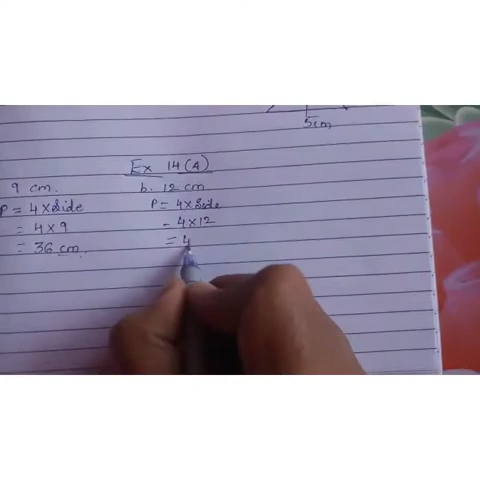 5cm
Ex 14(A)
9 cm.
P = 4 x side
= 4 x 9
= 36 cm
b. 12 cm
P = 4 x side
- 4 x 12
= 4